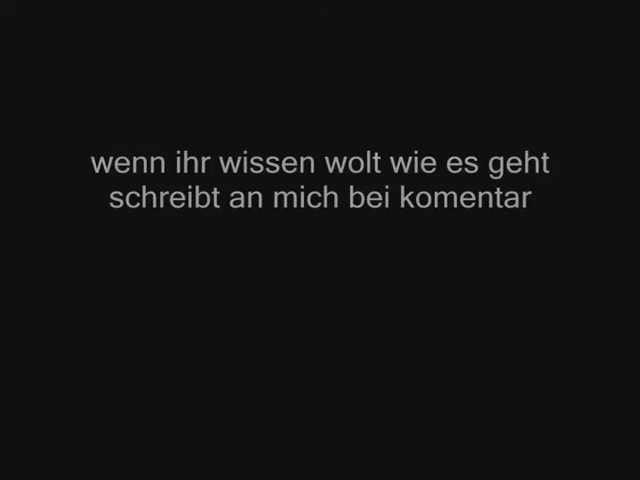 wenn ihr wissen wolt wie es geht
schreibt an mich bei komentar